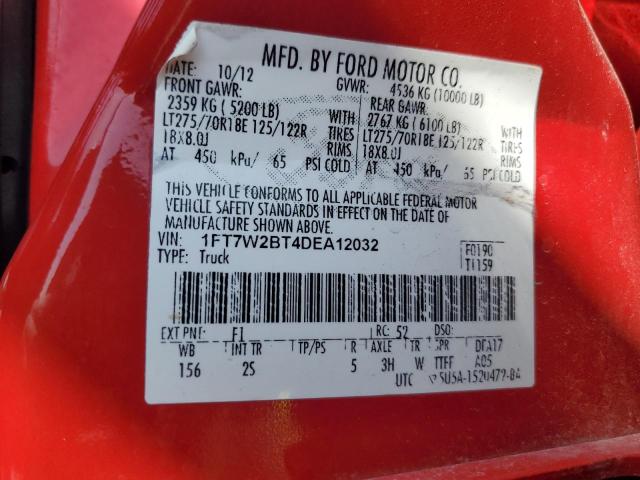 MFD. BY FORD MOTOR CO.
DATE: 10/12 GVWR: 4536 KG (10000 LB)
FRONT GAWR: REAR GAWR:
2359 KG ( 5200 LB) WITH 2767 KG ( 6100 LB) WITH
LT275/70R18E 125/122R TIRES LT275/70R18E 125/122R TIRES
18X8.0J RIMS 18X8.0J RIMS
AT 450 kPa/ 65 PSI COLD AT 450 kPa/ 65 PSI COLD
THIS VEHICLE CONFORMS TO ALL APPLICABLE FEDERAL MOTOR
VEHICLE SAFETY STANDARDS IN EFFECT ON THE DATE OF
MANUFACTURE SHOWN ABOVE.
VIN: 1FT7W2BT4DEA12032 F0190
TYPE: Truck T1159
EXT PNT: F1 RC: 52 DSO:
WB INT TR TP/PS R AXLE TR SPR
156 2S 5 3H W TTFF A05
UTC